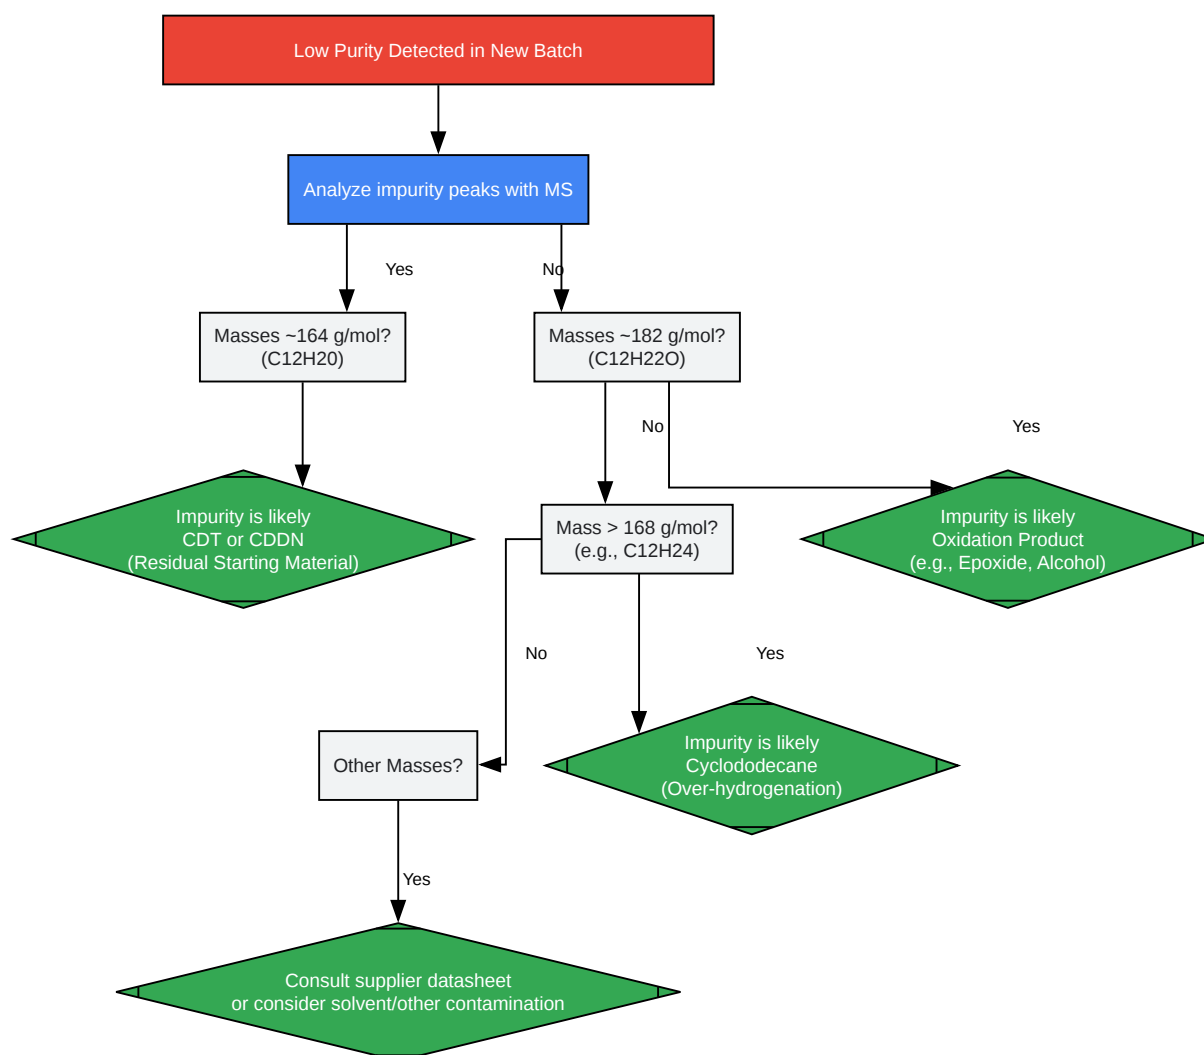 Low Purity Detected in New Batch
Analyze impurity peaks with MS
Yes
No
Masses ~164 g/mol?
(C12H20)
Masses ~182 g/mol?
(C12H22O)
No
Yes
Impurity is likely
CDT or CDDN
(Residual Starting Material)
Mass > 168 g/mol?
(e.g., C12H24)
Impurity is likely
Oxidation Product
(e.g., Epoxide, Alcohol)
No
Yes
Other Masses?
Impurity is likely
Cyclododecane
(Over-hydrogenation)
Yes
Consult supplier datasheet
or consider solvent/other contamination